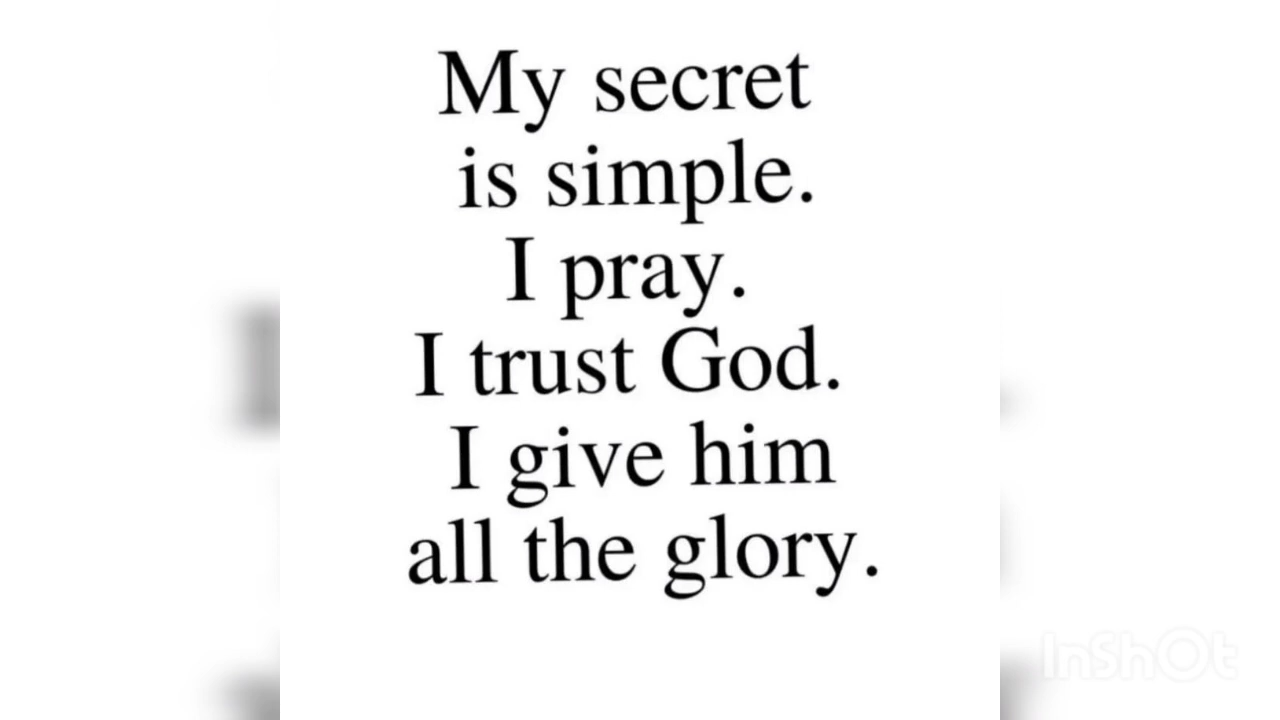 My secret
is simple.
I pray.
I trust God.
I give him
all the glory.
InShOt